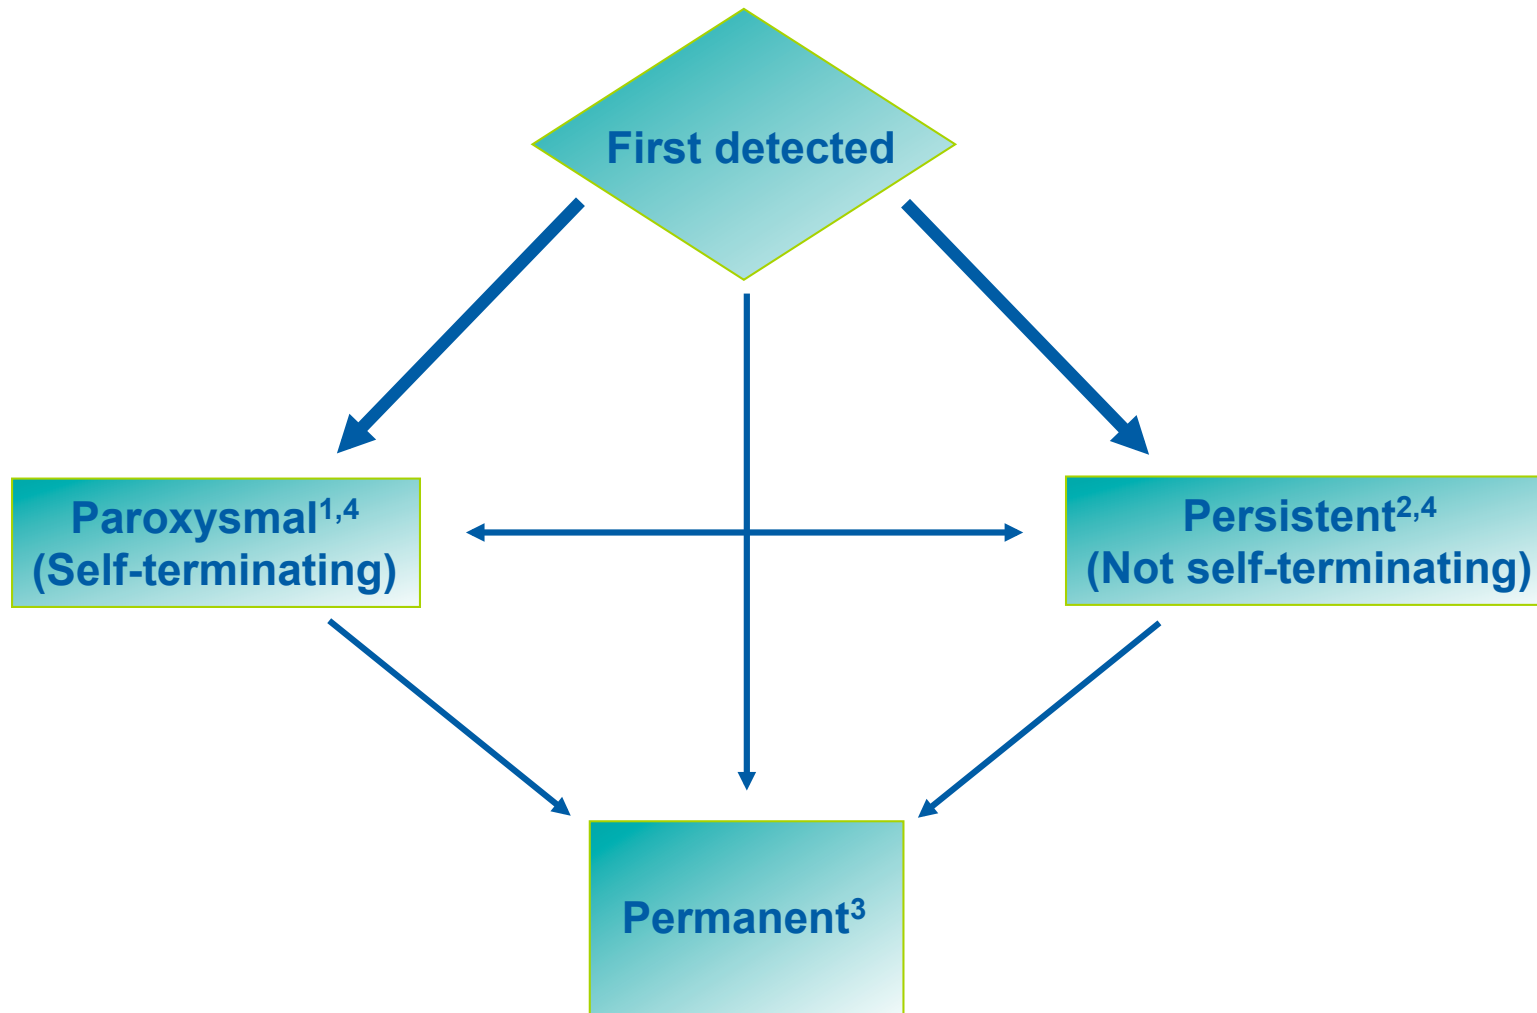 First detected
Paroxysmal¹,⁴
(Self-terminating)
Persistent²,⁴
(Not self-terminating)
Permanent³